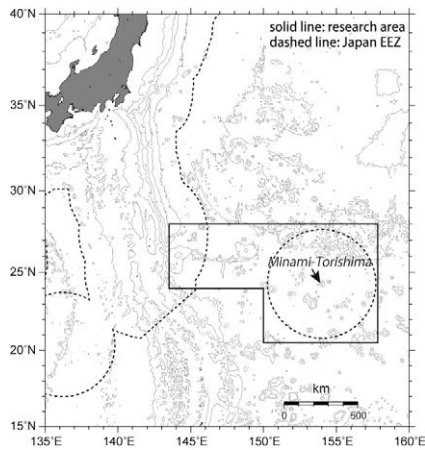 40°N
solid line: research area
dashed line: Japan EEZ
35°N
30°N
Minami-Torishima
25°N
20°N
km
0 500
15°N
135°E 140°E 145°E 150°E 155°E 160°E